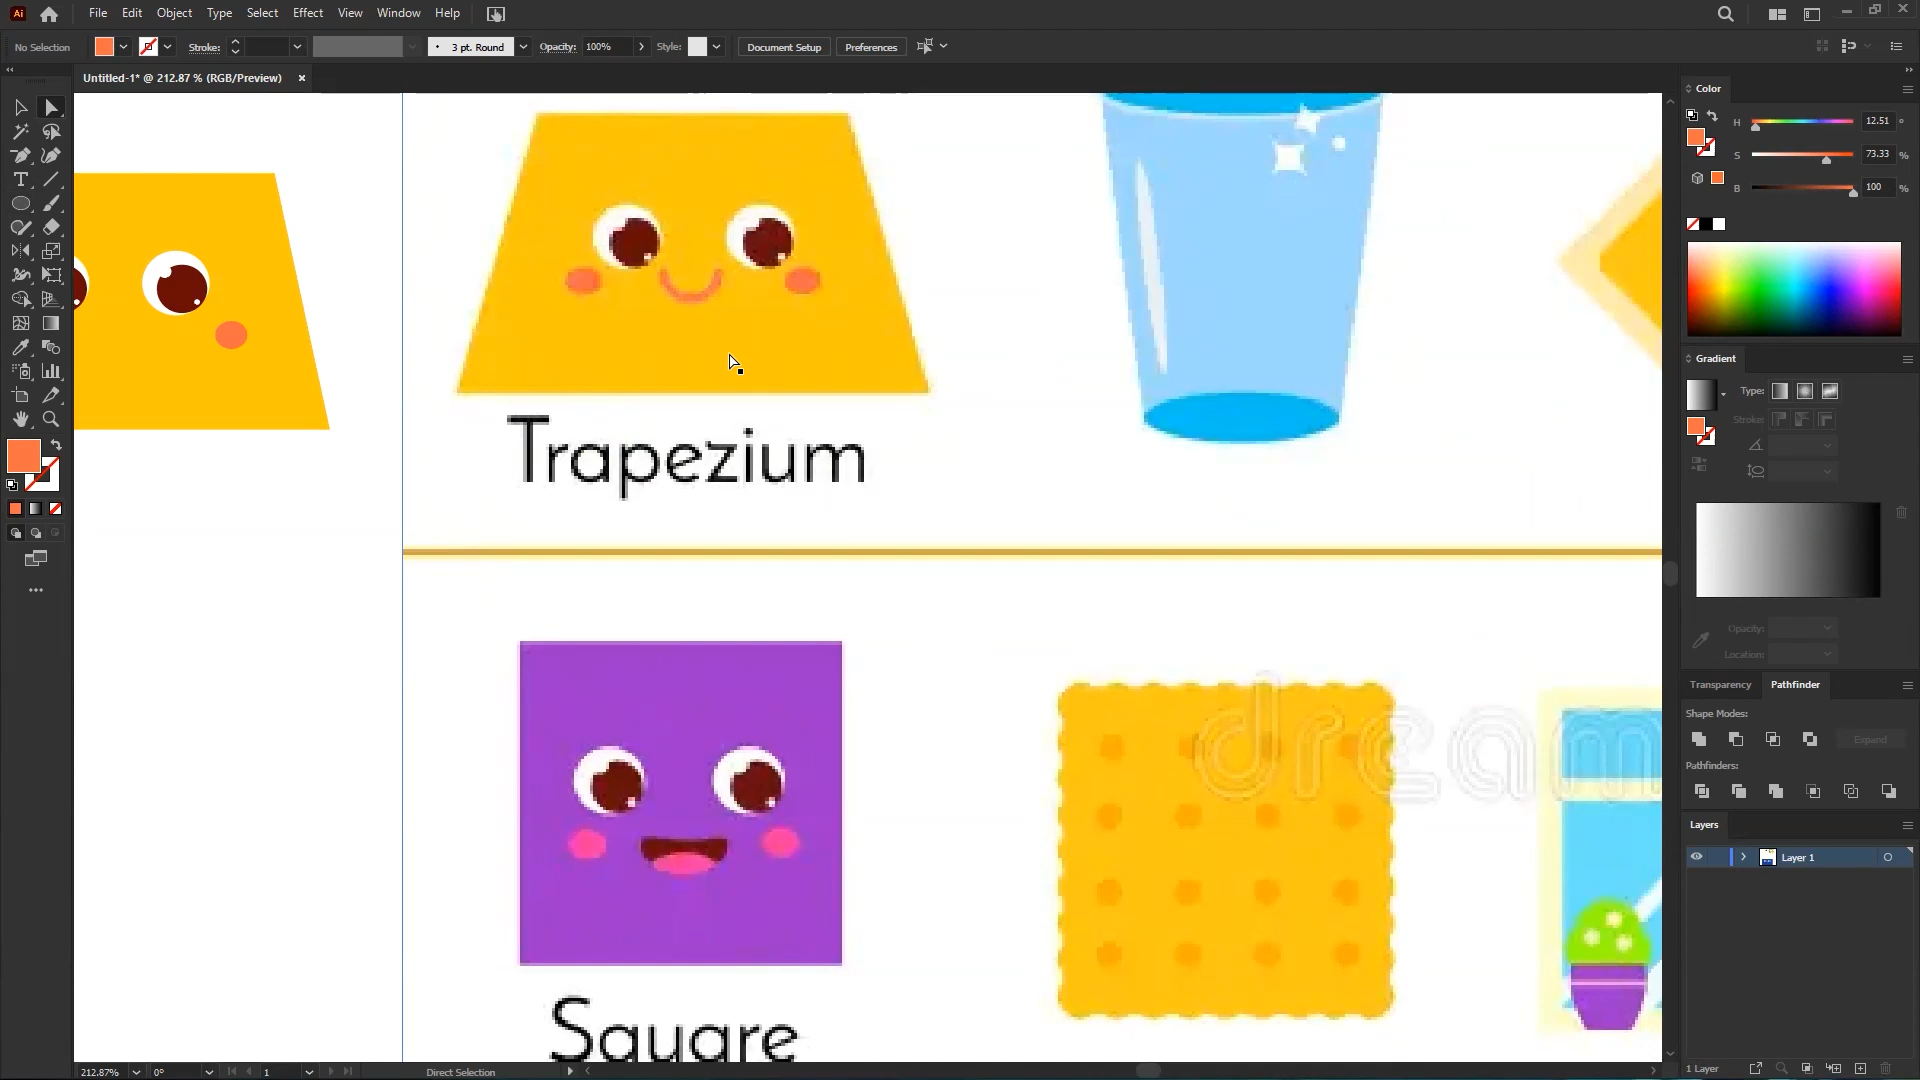 Ai File Edit Object Type Select Effect View Window Help
No Selection Stroke: 3 pt. Round Opacity: 100% Style: Document Setup Preferences
Untitled-1* @ 212.87 % (RGB/Preview) ×
Color
H 12.51 °
S 73.33 %
B 100 %
Gradient
Type:
Stroke:
Opacity:
Location:
Transparency Pathfinder
Shape Modes:
Expand
Pathfinders:
Layers
Layer 1
1 Layer
Trapezium
dream
Square
212.87% 0° 1 Direct Selection